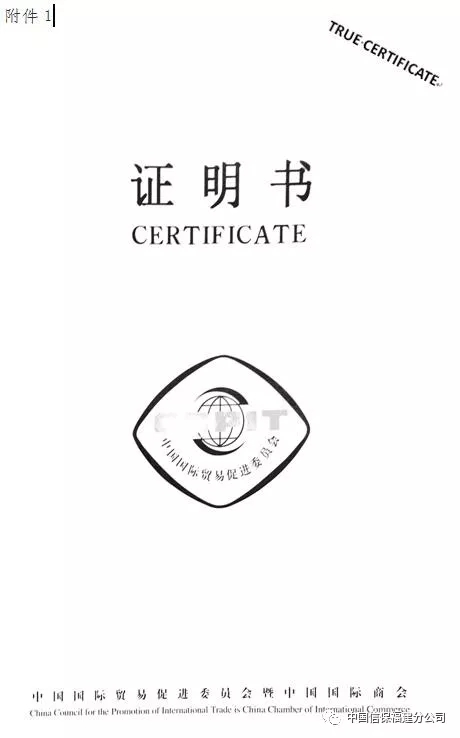 附件 1
TRUE-CERTIFICATE
证明书
CERTIFICATE
CCPIT
中国国际贸易促进委员会
中国国际贸易促进委员会暨中国国际商会
China Council for the Promotion of International Trade is China Chamber of International Commerce
中国信保福建分公司